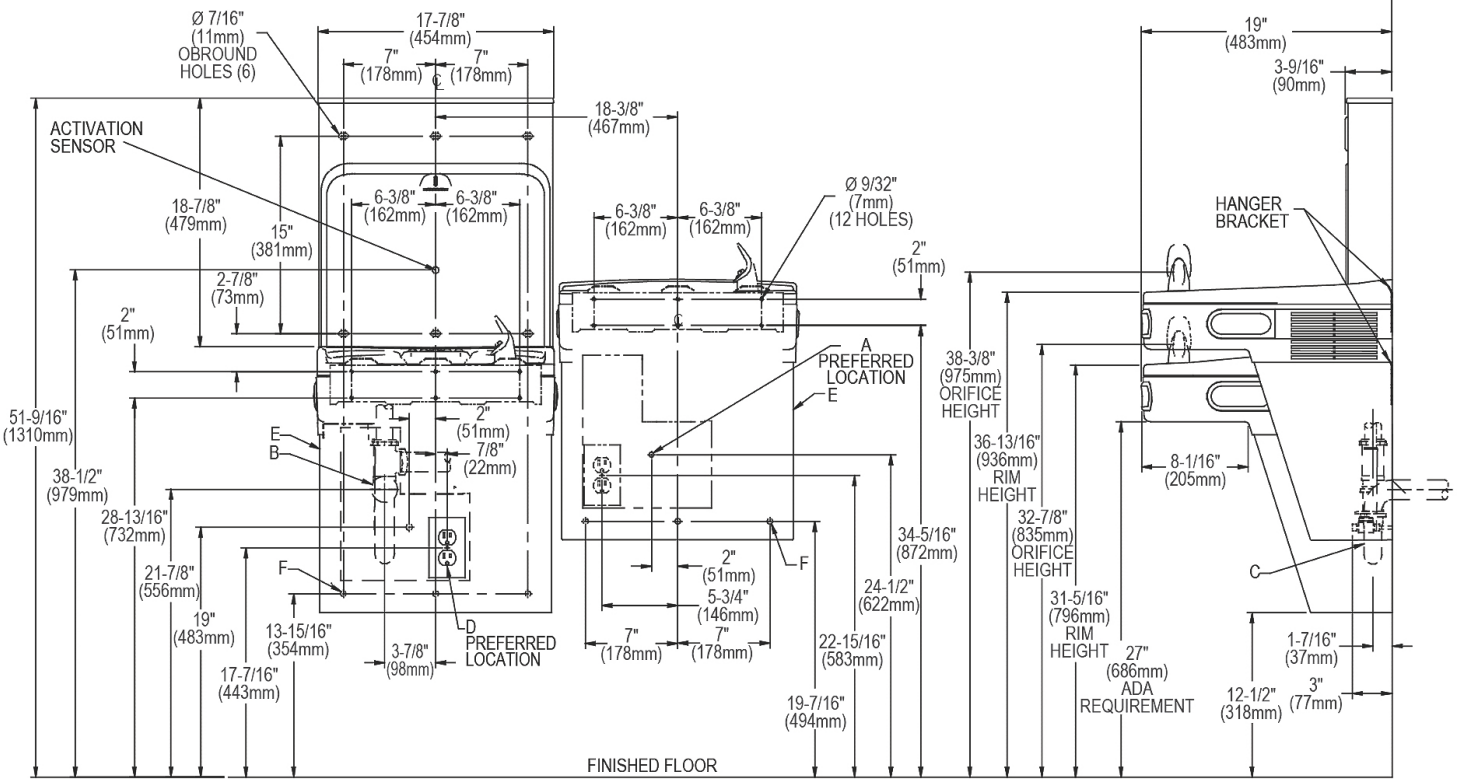 Ø 7/16"
(11mm)
OBROUND
HOLES (6)
17-7/8"
(454mm)
7"
(178mm)
7"
(178mm)
℄
18-3/8"
(467mm)
ACTIVATION
SENSOR
18-7/8"
(479mm)
15"
(381mm)
2-7/8"
(73mm)
2"
(51mm)
6-3/8"
(162mm)
6-3/8"
(162mm)
6-3/8"
(162mm)
6-3/8"
(162mm)
Ø 9/32"
(7mm)
(12 HOLES)
2"
(51mm)
℄
A
PREFERRED
LOCATION
E
51-9/16"
(1310mm)
38-1/2"
(979mm)
28-13/16"
(732mm)
21-7/8"
(556mm)
19"
(483mm)
17-7/16"
(443mm)
13-15/16"
(354mm)
E
B
F
2"
(51mm)
7/8"
(22mm)
3-7/8"
(98mm)
D
PREFERRED
LOCATION
F
2"
(51mm)
5-3/4"
(146mm)
7"
(178mm)
7"
(178mm)
34-5/16"
(872mm)
24-1/2"
(622mm)
22-15/16"
(583mm)
19-7/16"
(494mm)
FINISHED FLOOR
19"
(483mm)
3-9/16"
(90mm)
HANGER
BRACKET
38-3/8"
(975mm)
ORIFICE
HEIGHT
36-13/16"
(936mm)
RIM
HEIGHT
32-7/8"
(835mm)
ORIFICE
HEIGHT
31-5/16"
(796mm)
RIM
HEIGHT
27"
(686mm)
ADA
REQUIREMENT
8-1/16"
(205mm)
C
12-1/2"
(318mm)
1-7/16"
(37mm)
3"
(77mm)